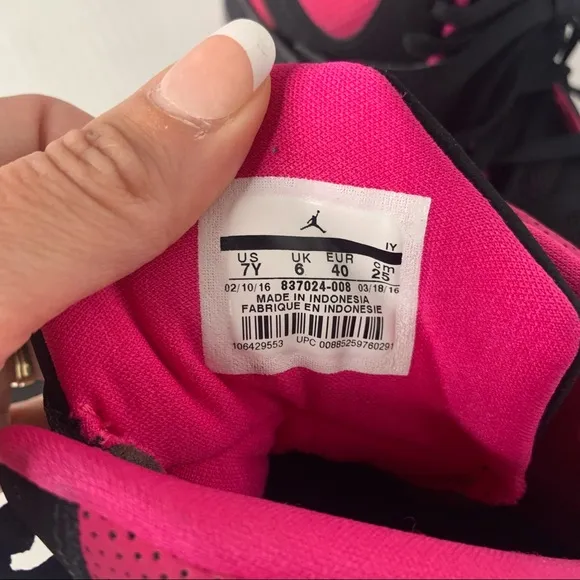 IY
US UK EUR cm
7Y 6 40 25
02/10/16 837024-008 03/18/16
MADE IN INDONESIA
FABRIQUE EN INDONESIE
106429553 UPC 00885259760291